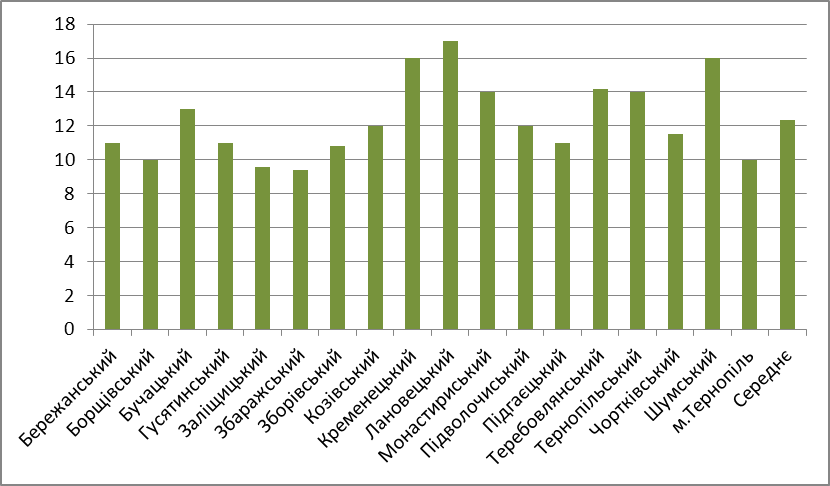 18
16
14
12
10
8
6
4
2
0
Бережанський
Борщівський
Бучацький
Гусятинський
Заліщицький
Збаражський
Зборівський
Козівський
Кременецький
Лановецький
Монастириський
Підволочиський
Підгаєцький
Теребовлянський
Тернопільський
Чортківський
Шумський
м.Тернопіль
Середнє